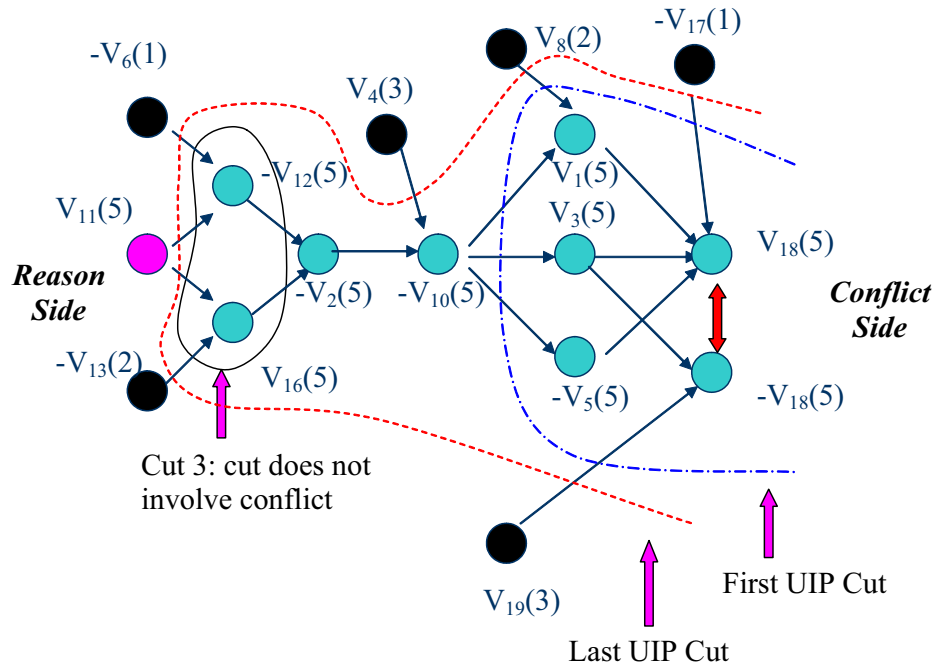 -V6(1)
V8(2)
-V17(1)
V4(3)
V11(5)
-V12(5)
V1(5)
V3(5)
V18(5)
Reason
Side
-V2(5)
-V10(5)
Conflict
Side
-V13(2)
V16(5)
-V5(5)
-V18(5)
Cut 3: cut does not
involve conflict
V19(3)
First UIP Cut
Last UIP Cut